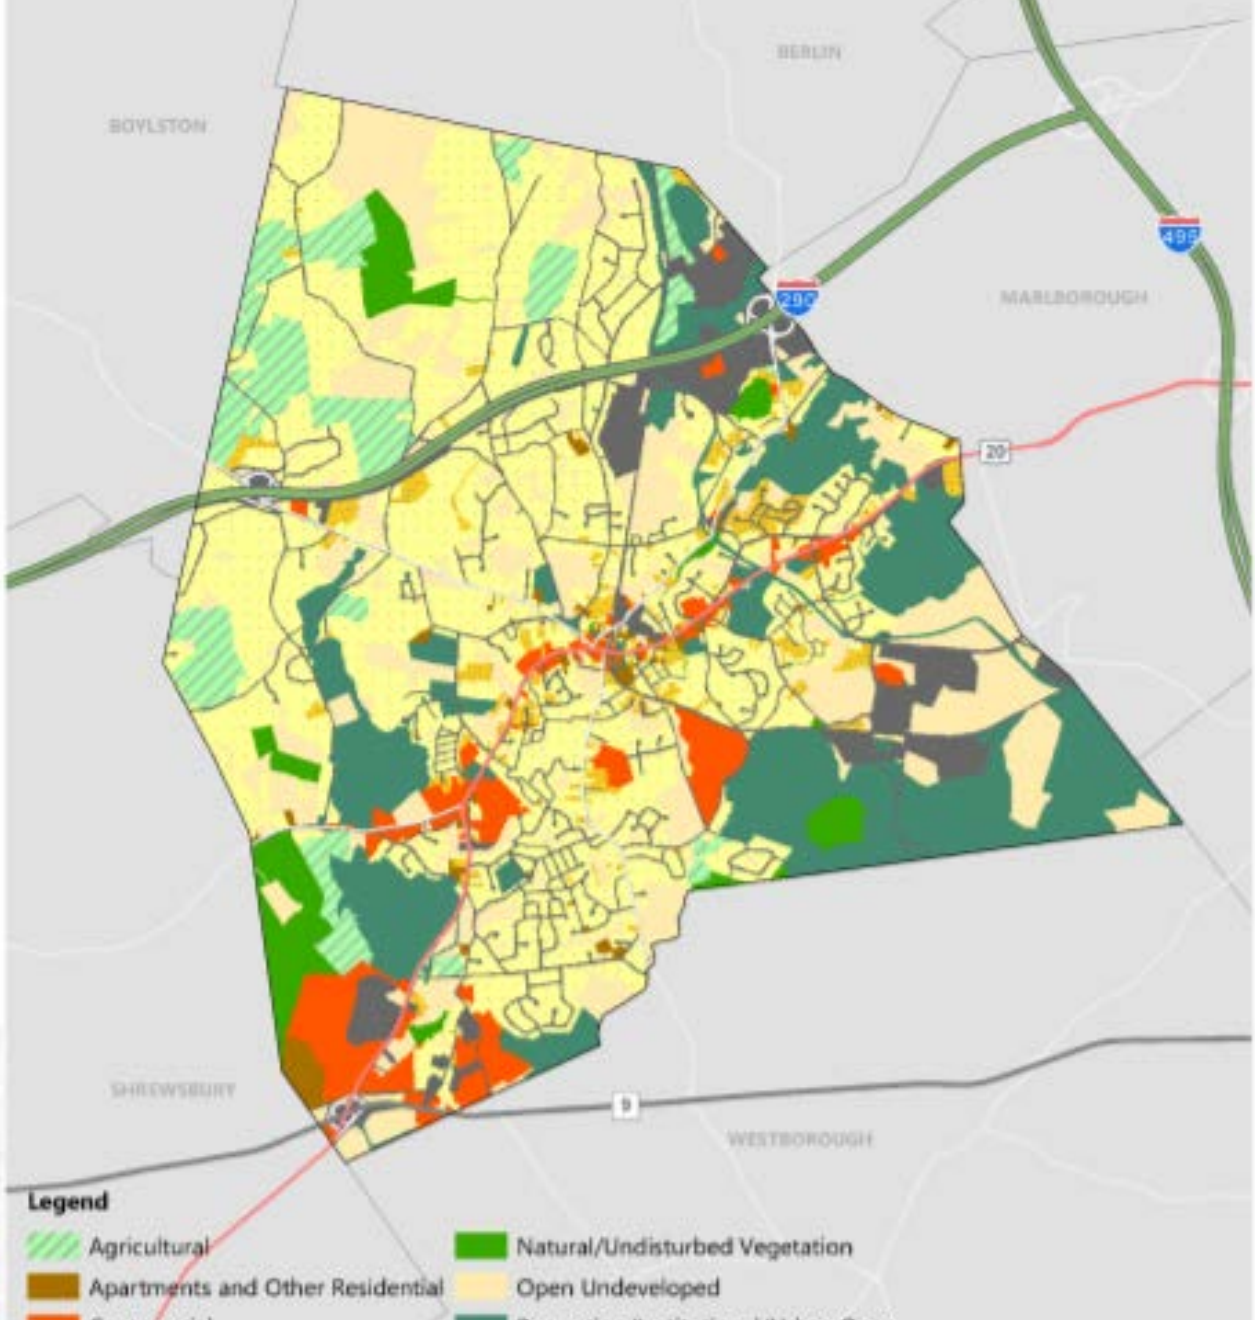 BERLIN
BOYLSTON
495
290
MARLBOROUGH
20
SHREWSBURY
9
WESTBOROUGH
Legend
Agricultural
Natural/Undisturbed Vegetation
Apartments and Other Residential
Open Undeveloped